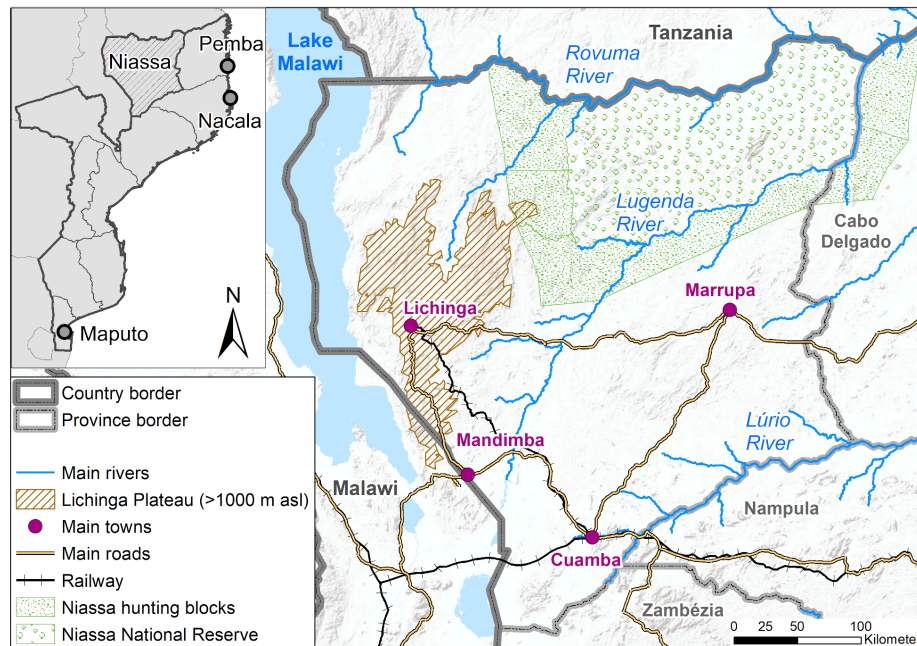 Pemba
Niassa
Nacala
N
Maputo
Lake
Malawi
Tanzania
Rovuma
River
Lugenda
River
Cabo
Delgado
Lichinga
Marrupa
Mandimba
Lúrio
River
Malawi
Nampula
Cuamba
Zambézia
Country border
Province border
Main rivers
Lichinga Plateau (>1000 m asl)
Main towns
Main roads
Railway
Niassa hunting blocks
Niassa National Reserve
0 25 50 100
Kilomete